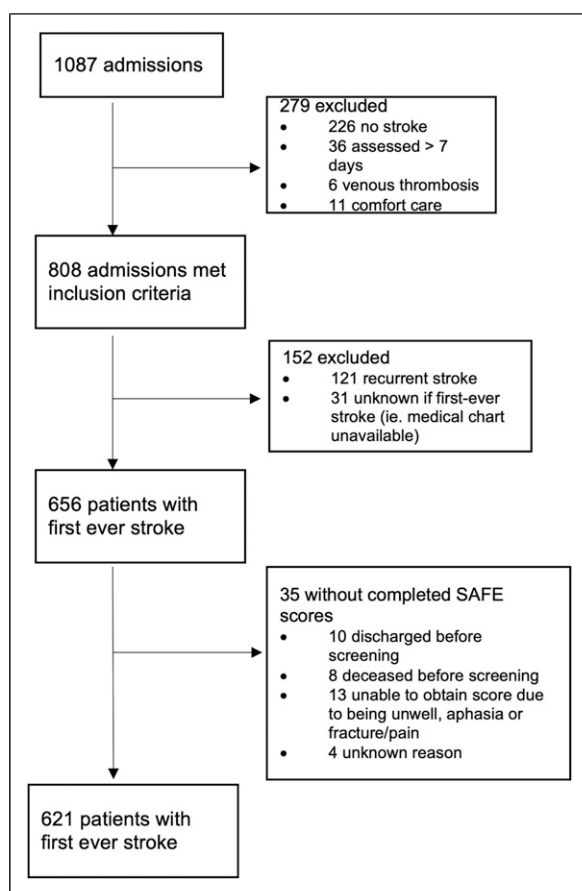 1087 admissions
279 excluded
• 226 no stroke
• 36 assessed > 7
days
• 6 venous thrombosis
• 11 comfort care
808 admissions met
inclusion criteria
152 excluded
• 121 recurrent stroke
• 31 unknown if first-ever
stroke (ie. medical chart
unavailable)
656 patients with
first ever stroke
35 without completed SAFE
scores
• 10 discharged before
screening
• 8 deceased before screening
• 13 unable to obtain score due
to being unwell, aphasia or
fracture/pain
• 4 unknown reason
621 patients with
first ever stroke